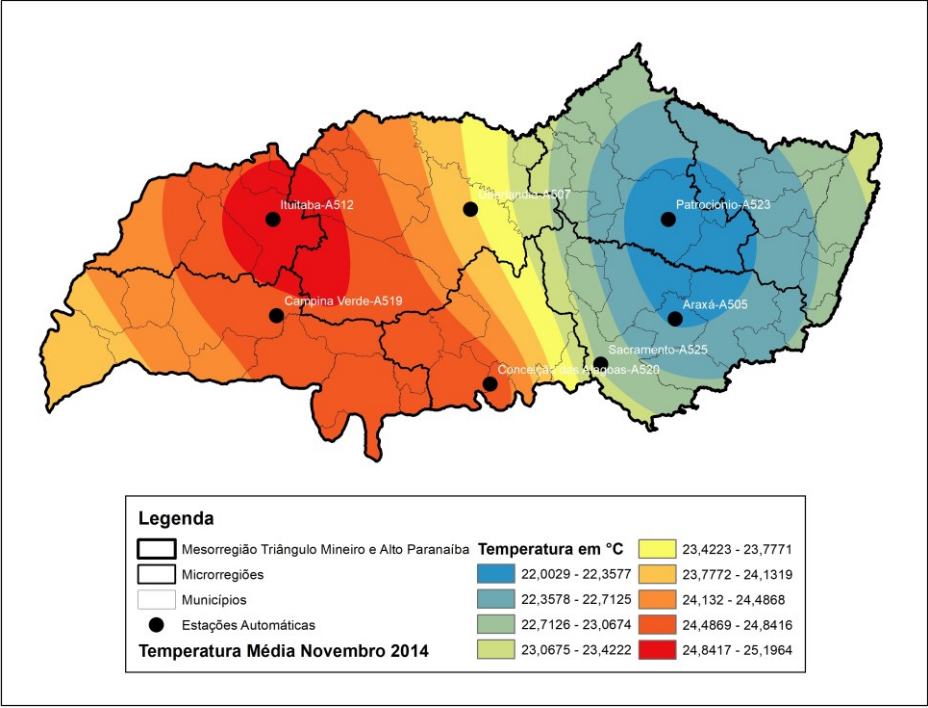 Ituitaba-A512
Uberlandia-A507
Patrocionio-A523
Campina Verde-A519
Araxá-A505
Sacramento-A525
Conceição das Alagoas-A520
Legenda
Mesorregião Triângulo Mineiro e Alto Paranaíba
Microrregiões
Municípios
Estações Automáticas
Temperatura Média Novembro 2014
Temperatura em °C
22,0029 - 22,3577
22,3578 - 22,7125
22,7126 - 23,0674
23,0675 - 23,4222
23,4223 - 23,7771
23,7772 - 24,1319
24,132 - 24,4868
24,4869 - 24,8416
24,8417 - 25,1964